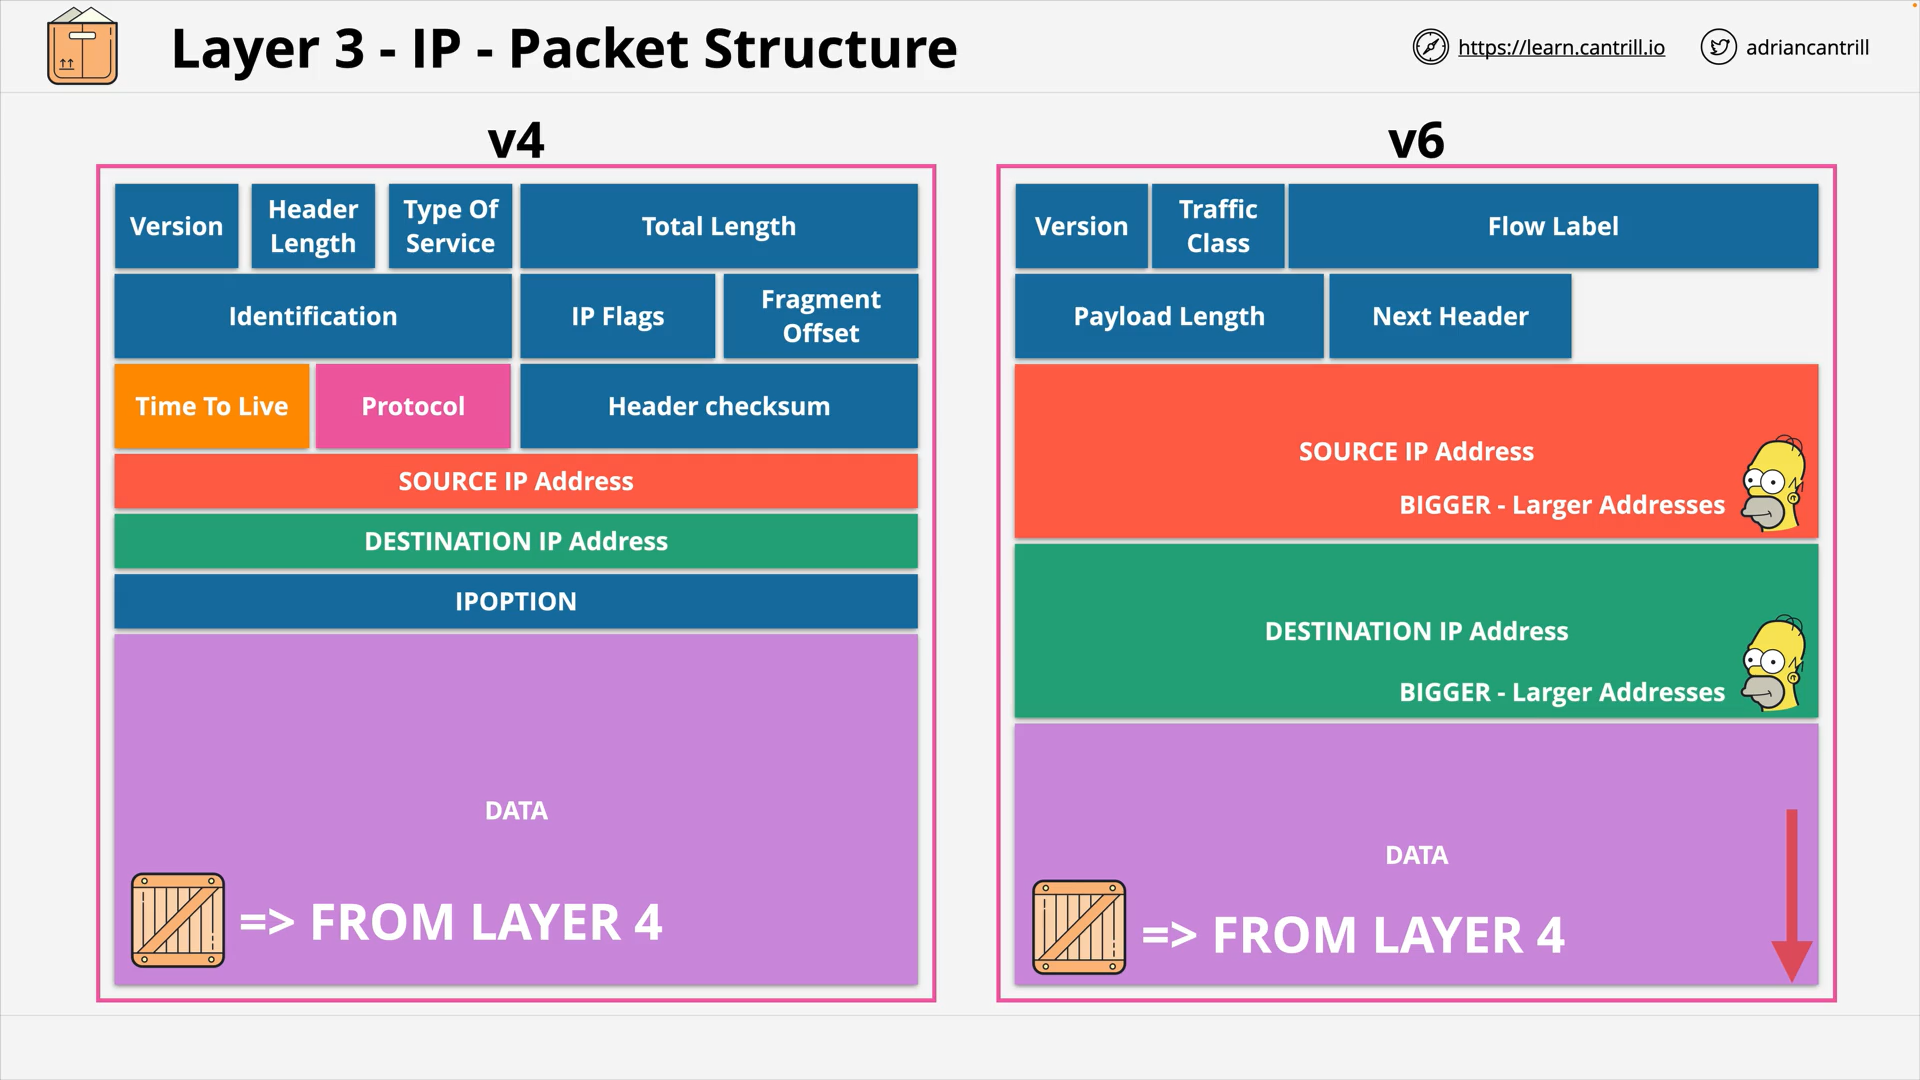 Layer 3 - IP - Packet Structure
https://learn.cantrill.io
adriancantrill
v4
Version
Header
Length
Type Of
Service
Total Length
Identification
IP Flags
Fragment
Offset
Time To Live
Protocol
Header checksum
SOURCE IP Address
DESTINATION IP Address
IPOPTION
DATA
=> FROM LAYER 4
v6
Version
Traffic
Class
Flow Label
Payload Length
Next Header
SOURCE IP Address
BIGGER - Larger Addresses
DESTINATION IP Address
BIGGER - Larger Addresses
DATA
=> FROM LAYER 4